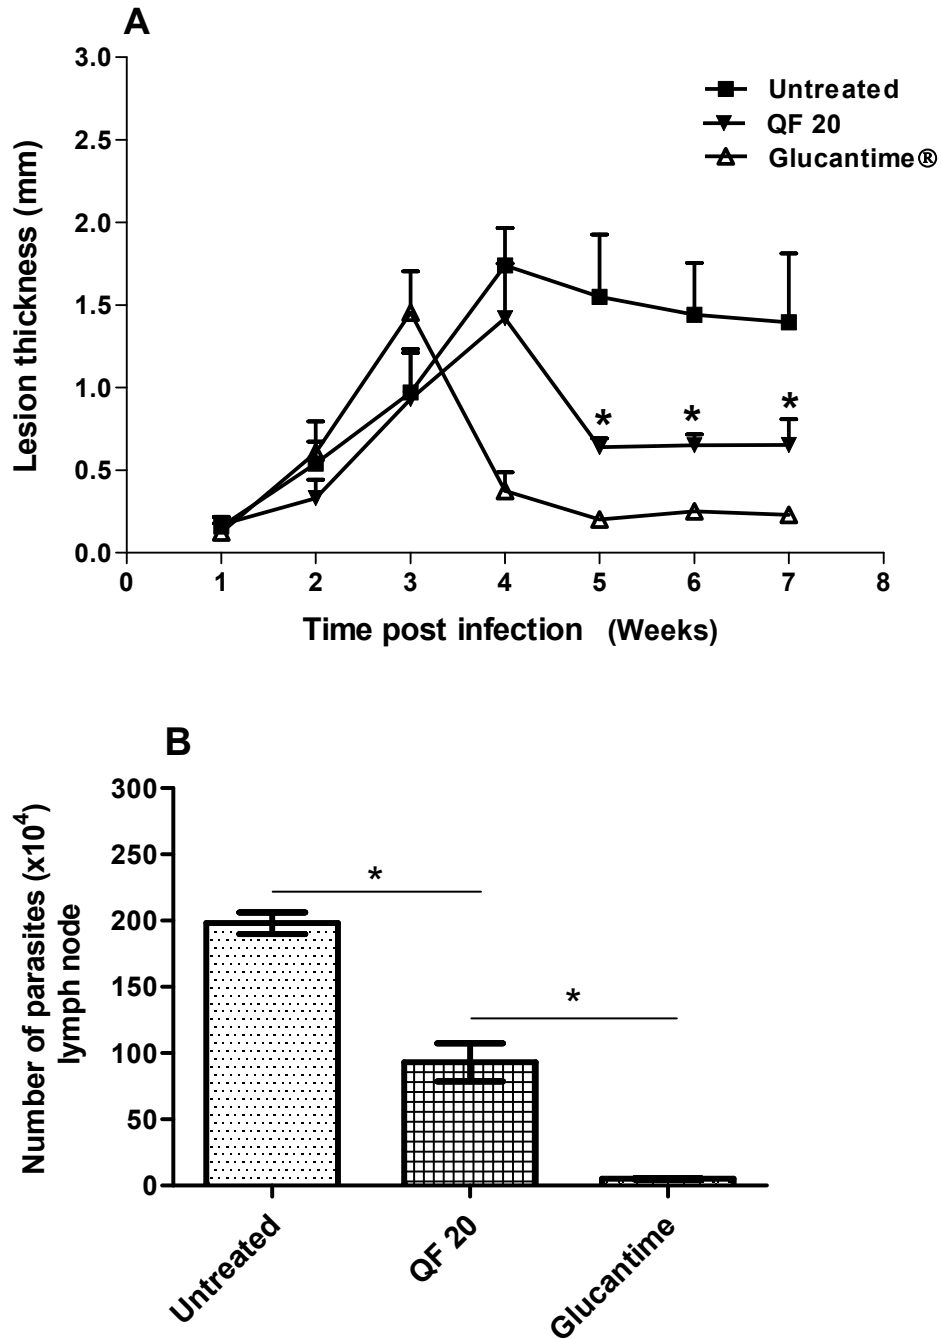 A
3.0
2.5
2.0
1.5
1.0
0.5
0.0
Lesion thickness (mm)
Untreated
QF 20
Glucantime®
* * *
0 1 2 3 4 5 6 7 8
Time post infection (Weeks)
B
300
250
200
150
100
50
0
Number of parasites (x10⁴)
lymph node
*
*
Untreated
QF 20
Glucantime